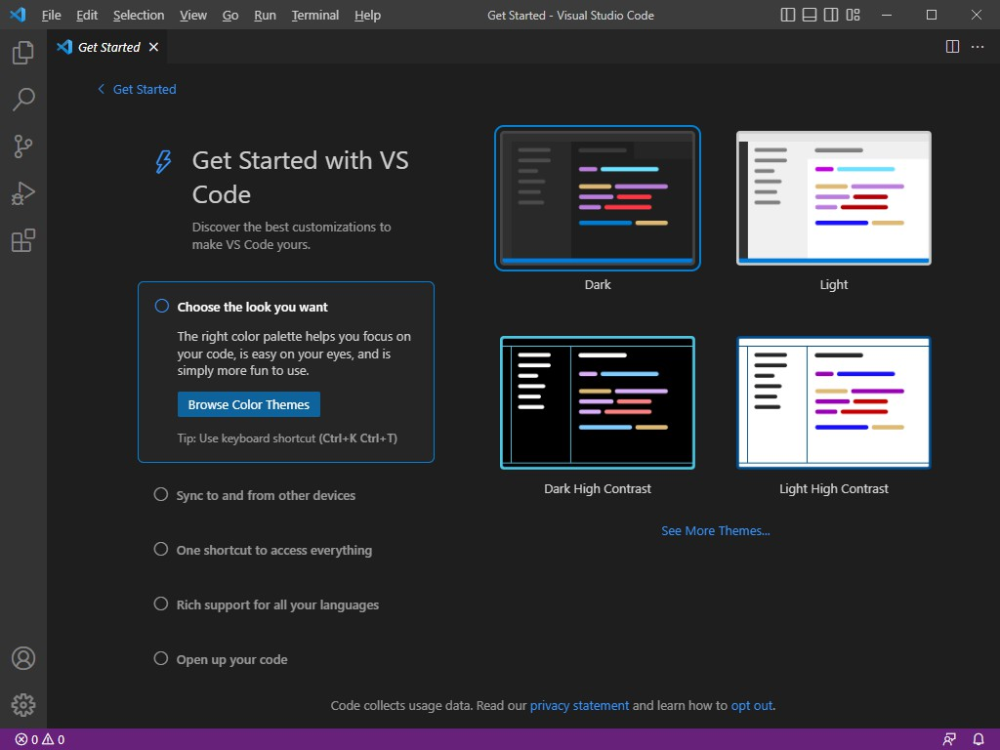 File Edit Selection View Go Run Terminal Help Get Started - Visual Studio Code
Get Started
Get Started
Get Started with VS
Code
Discover the best customizations to
make VS Code yours.
Choose the look you want
The right color palette helps you focus on
your code, is easy on your eyes, and is
simply more fun to use.
Browse Color Themes
Tip: Use keyboard shortcut (Ctrl+K Ctrl+T)
Sync to and from other devices
One shortcut to access everything
Rich support for all your languages
Open up your code
Dark
Light
Dark High Contrast
Light High Contrast
See More Themes...
Code collects usage data. Read our privacy statement and learn how to opt out.
0 0